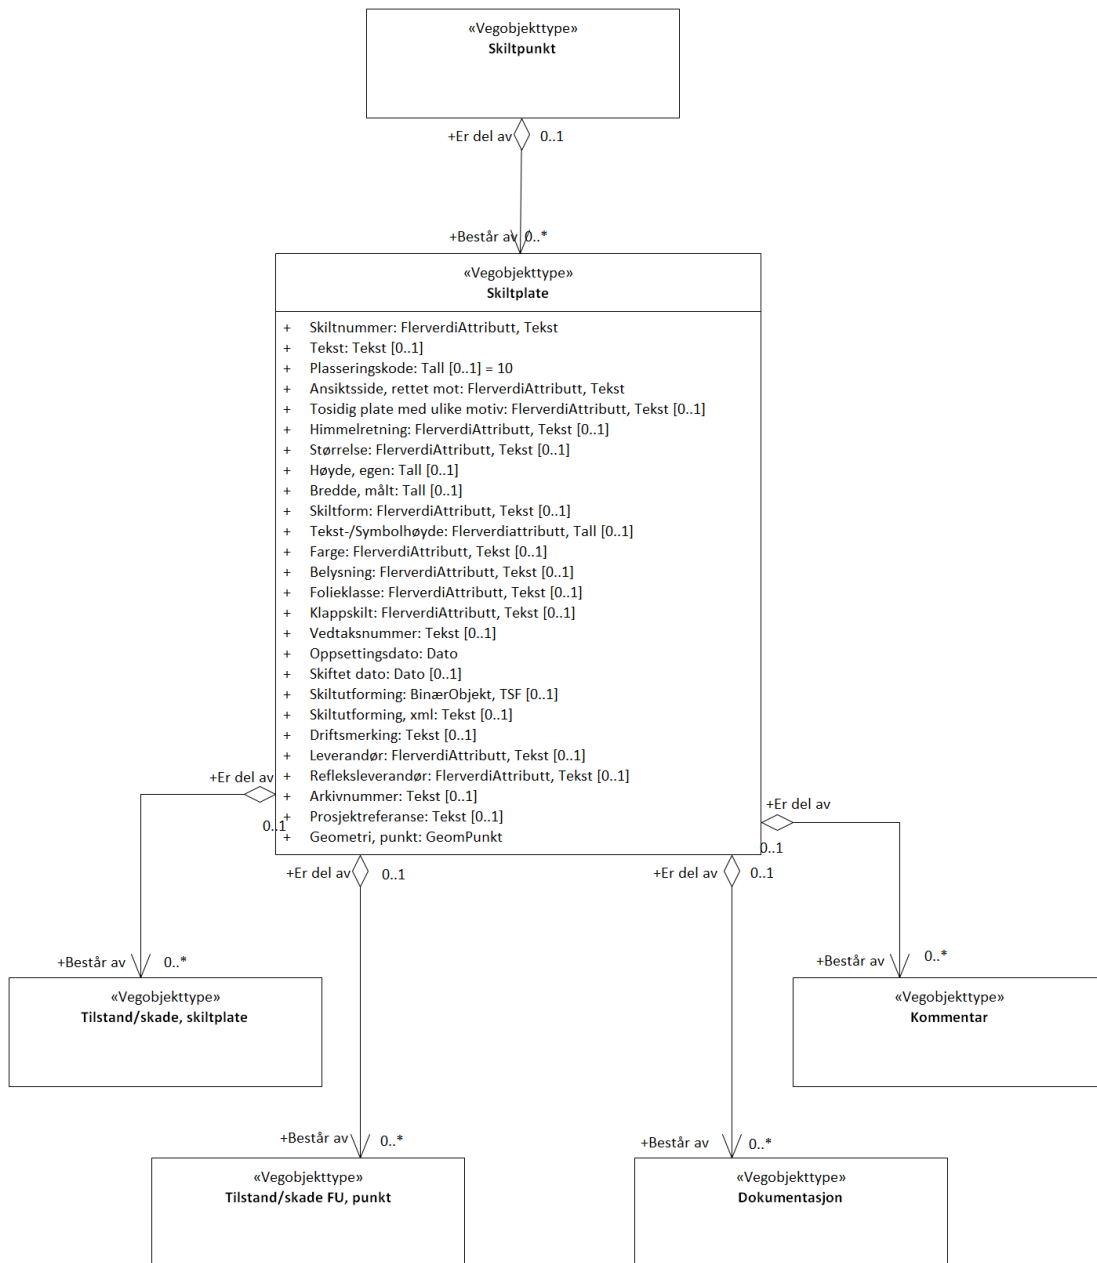 «Vegobjekttype»
Skiltpunkt
+Er del av 0..1
+Består av 0..*
«Vegobjekttype»
Skiltplate
+ Skiltnummer: FlerverdiAttributt, Tekst
+ Tekst: Tekst [0..1]
+ Plasseringskode: Tall [0..1] = 10
+ Ansiktsside, rettet mot: FlerverdiAttributt, Tekst
+ Tosidig plate med ulike motiv: FlerverdiAttributt, Tekst [0..1]
+ Himmelretning: FlerverdiAttributt, Tekst [0..1]
+ Størrelse: FlerverdiAttributt, Tekst [0..1]
+ Høyde, egen: Tall [0..1]
+ Bredde, målt: Tall [0..1]
+ Skiltform: FlerverdiAttributt, Tekst [0..1]
+ Tekst-/Symbolhøyde: Flerverdiattributt, Tall [0..1]
+ Farge: FlerverdiAttributt, Tekst [0..1]
+ Belysning: FlerverdiAttributt, Tekst [0..1]
+ Folieklasse: FlerverdiAttributt, Tekst [0..1]
+ Klappskilt: FlerverdiAttributt, Tekst [0..1]
+ Vedtaksnummer: Tekst [0..1]
+ Oppsettingsdato: Dato
+ Skiftet dato: Dato [0..1]
+ Skiltutforming: BinærObjekt, TSF [0..1]
+ Skiltutforming, xml: Tekst [0..1]
+ Driftsmerking: Tekst [0..1]
+ Leverandør: FlerverdiAttributt, Tekst [0..1]
+ Refleksleverandør: FlerverdiAttributt, Tekst [0..1]
+ Arkivnummer: Tekst [0..1]
+ Prosjektreferanse: Tekst [0..1]
+ Geometri, punkt: GeomPunkt
+Er del av
0..1
+Er del av
0..1
+Er del av 0..1
+Er del av 0..1
+Består av 0..*
«Vegobjekttype»
Tilstand/skade, skiltplate
+Består av 0..*
«Vegobjekttype»
Kommentar
+Består av 0..*
«Vegobjekttype»
Tilstand/skade FU, punkt
+Består av 0..*
«Vegobjekttype»
Dokumentasjon